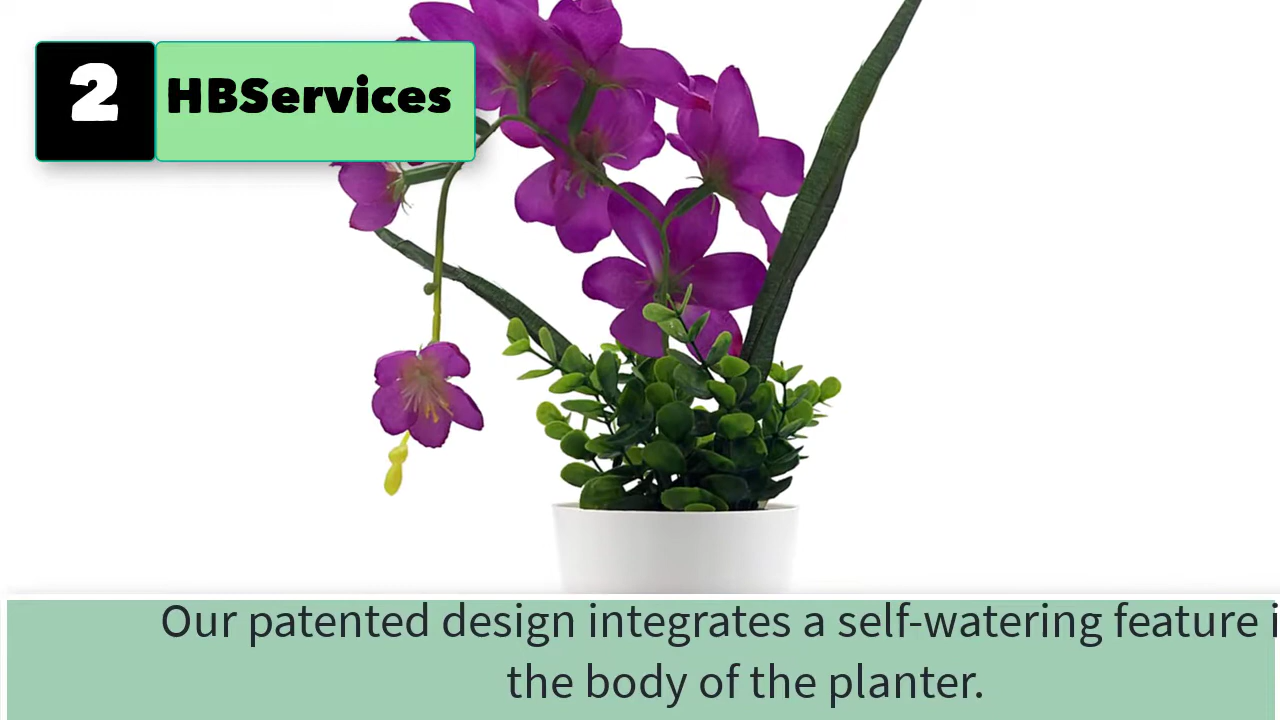 2 HBServices
Our patented design integrates a self-watering feature i
the body of the planter.